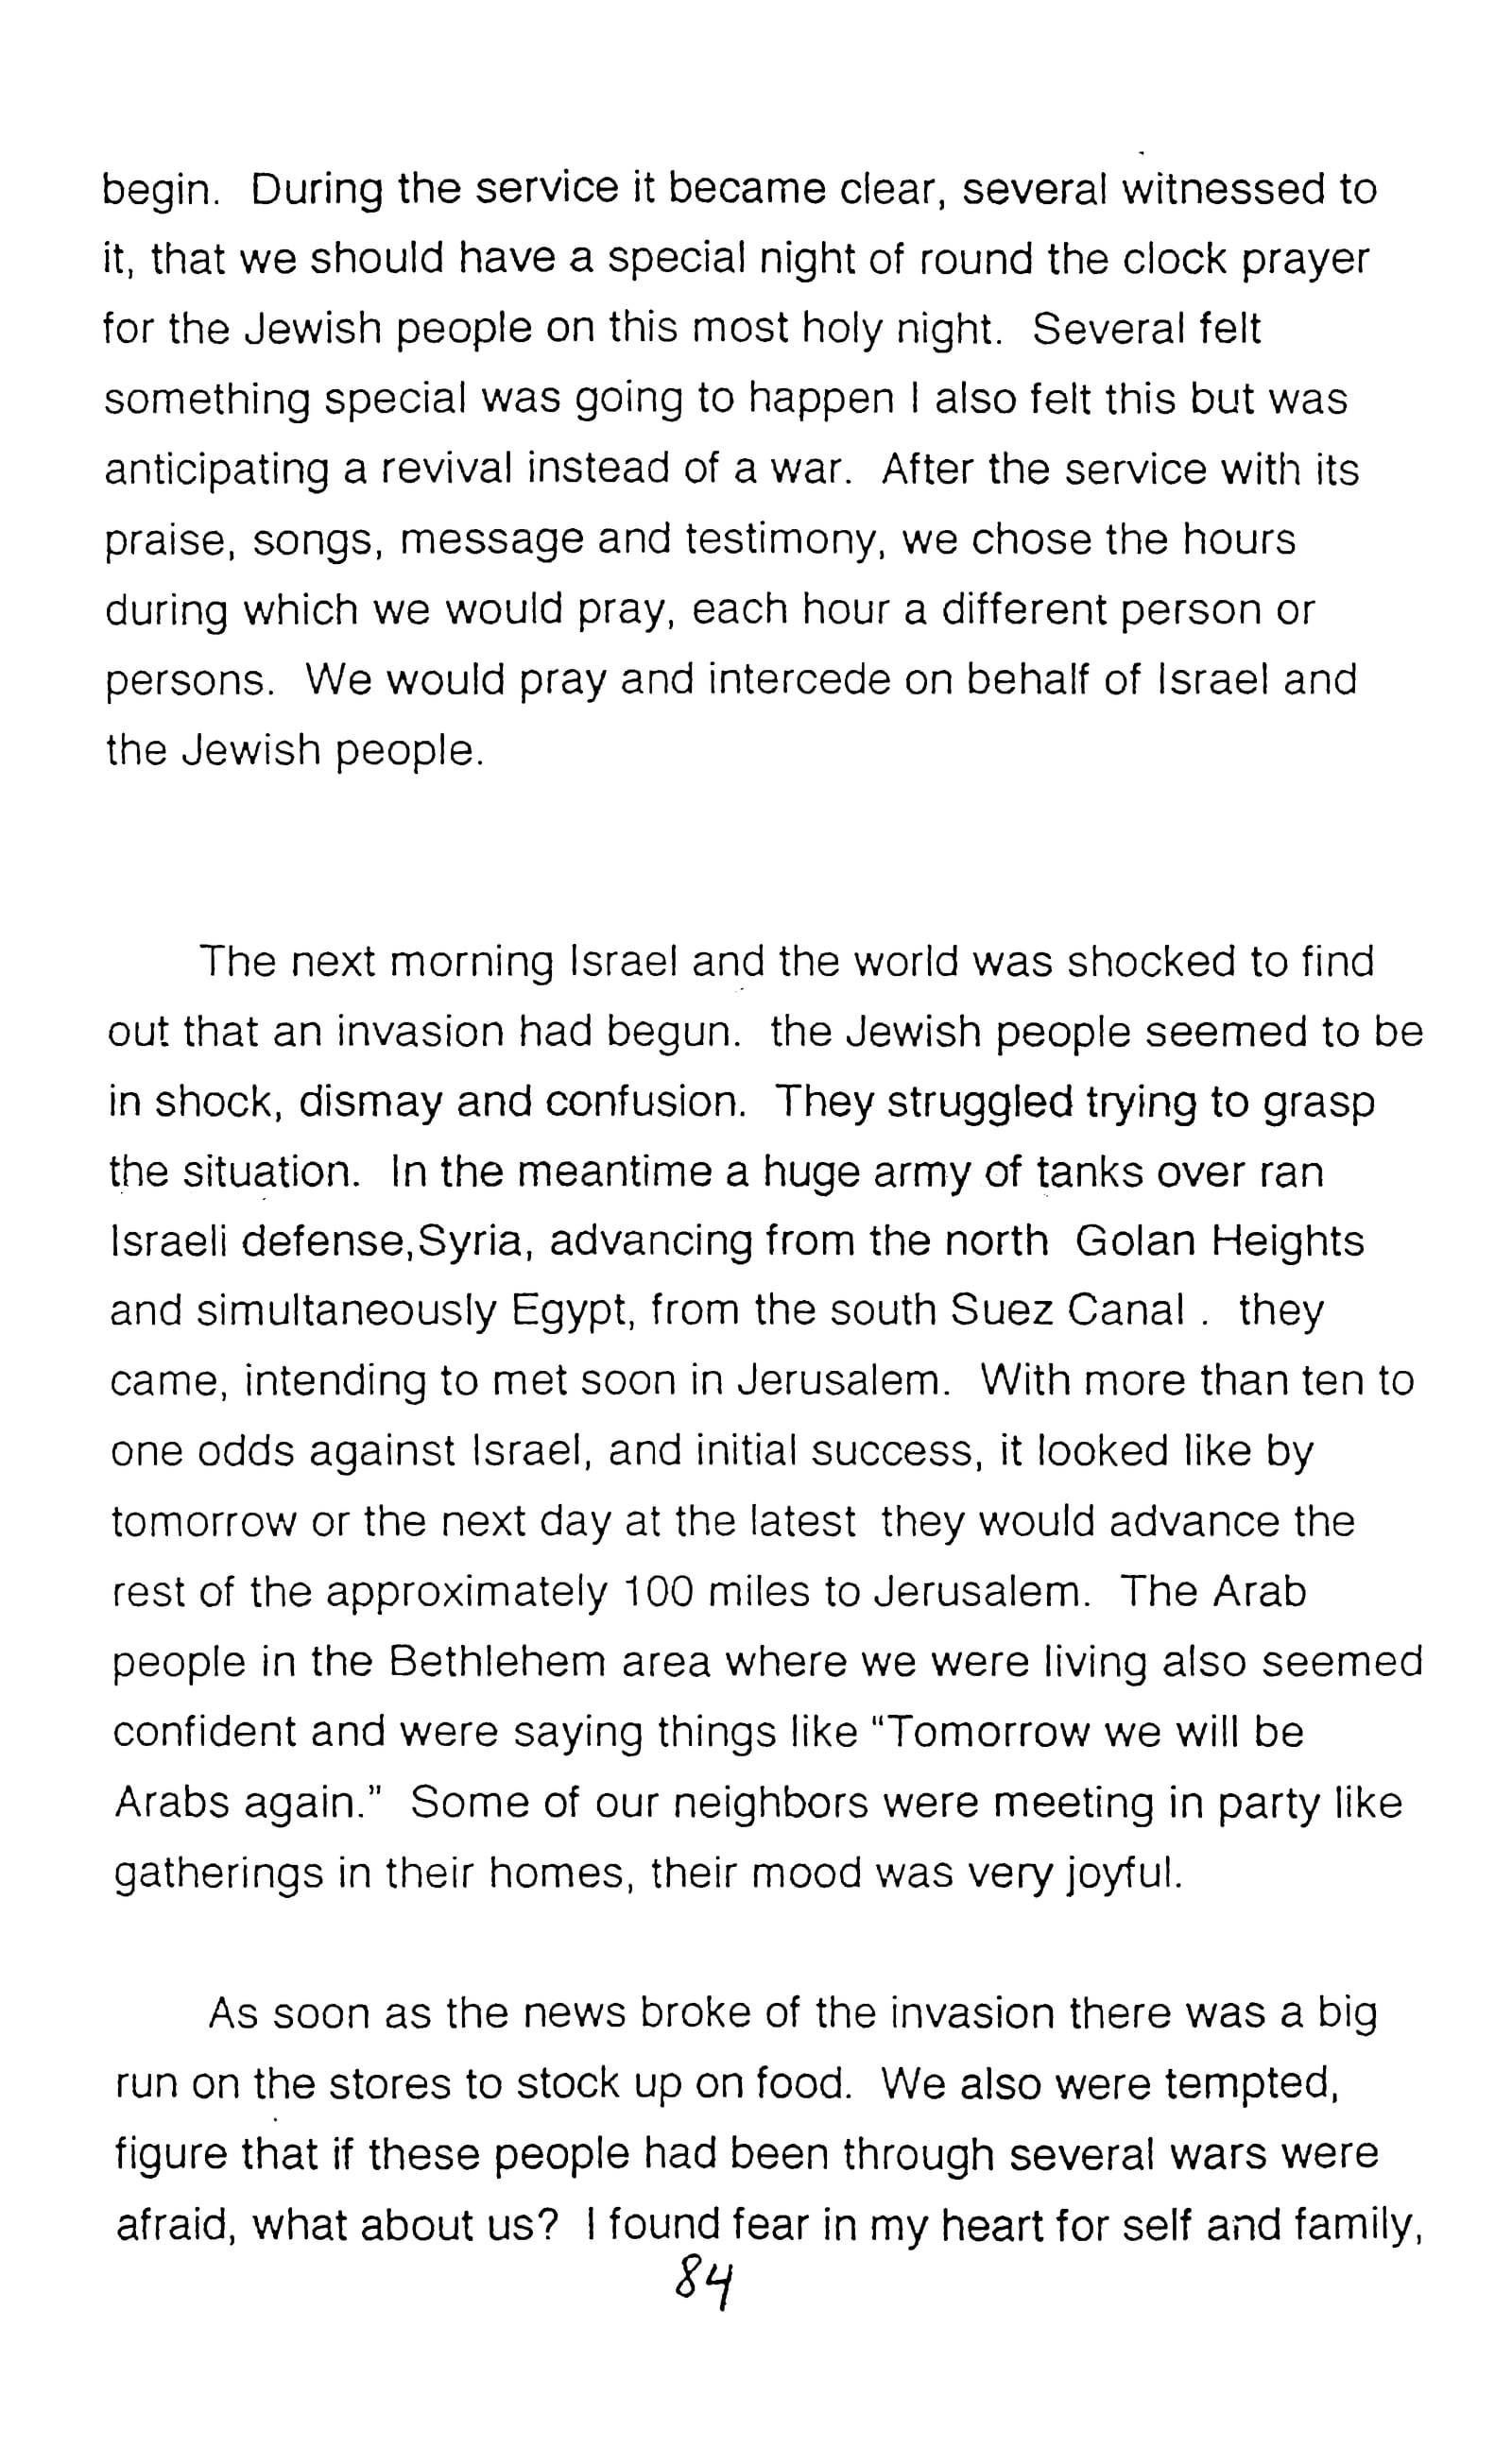 begin.  During the service it became clear, several witnessed to
it, that we should have a special night of round the clock prayer
for the Jewish people on this most holy night.  Several felt
something special was going to happen I also felt this but was
anticipating a revival instead of a war.  After the service with its
praise, songs, message and testimony, we chose the hours
during which we would pray, each hour a different person or
persons.  We would pray and intercede on behalf of Israel and
the Jewish people.
The next morning Israel and the world was shocked to find
out that an invasion had begun.  the Jewish people seemed to be
in shock, dismay and confusion.  They struggled trying to grasp
the situation.  In the meantime a huge army of tanks over ran
Israeli defense,Syria, advancing from the north  Golan Heights
and simultaneously Egypt, from the south Suez Canal .  they
came, intending to met soon in Jerusalem.  With more than ten to
one odds against Israel, and initial success, it looked like by
tomorrow or the next day at the latest  they would advance the
rest of the approximately 100 miles to Jerusalem.  The Arab
people in the Bethlehem area where we were living also seemed
confident and were saying things like "Tomorrow we will be
Arabs again."  Some of our neighbors were meeting in party like
gatherings in their homes, their mood was very joyful.
As soon as the news broke of the invasion there was a big
run on the stores to stock up on food.  We also were tempted,
figure that if these people had been through several wars were
afraid, what about us?  I found fear in my heart for self and family,
84